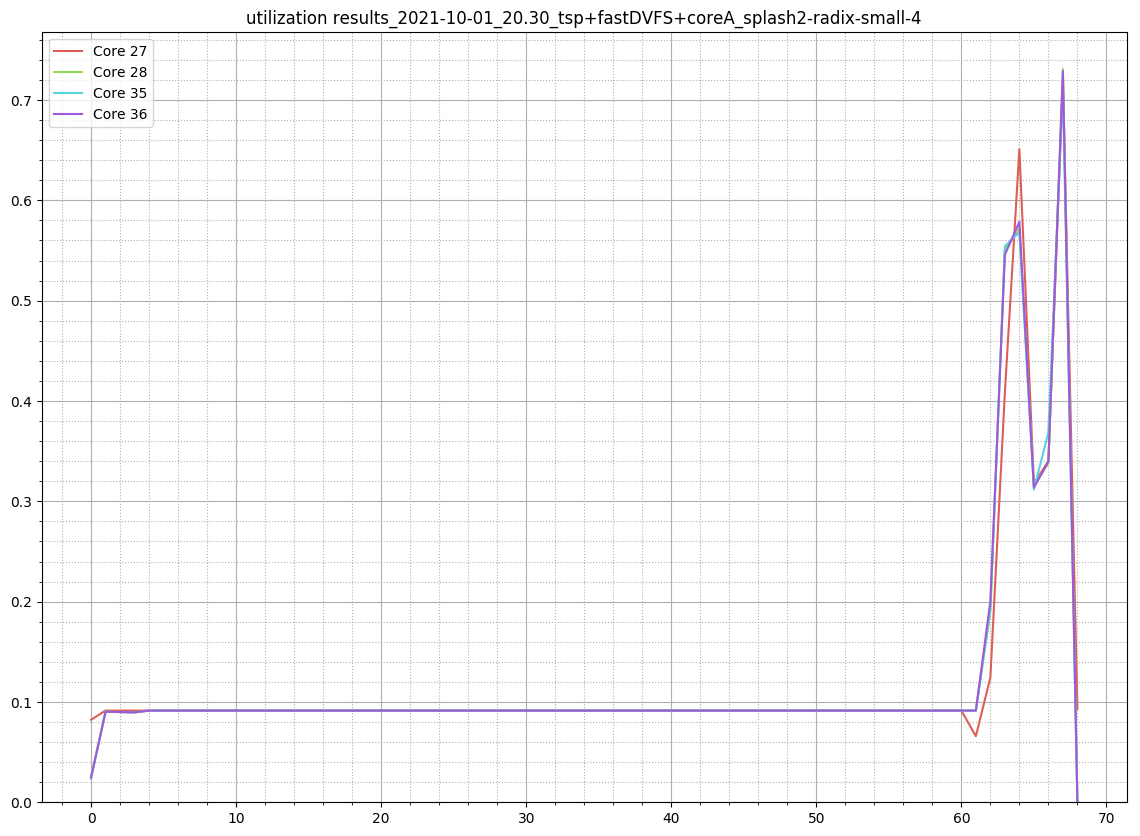 utilization results_2021-10-01_20.30_tsp+fastDVFS+coreA_splash2-radix-small-4
Core 27
Core 28
Core 35
Core 36
0.7
0.6
0.5
0.4
0.3
0.2
0.1
0.0
0 10 20 30 40 50 60 70